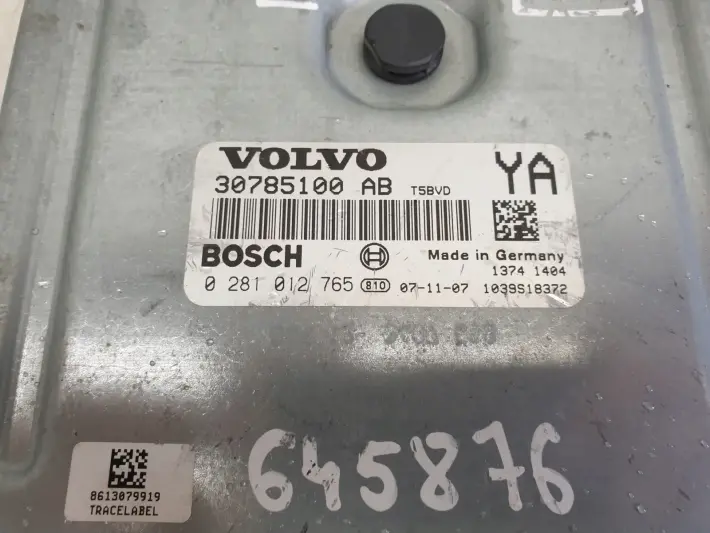 VOLVO
YA
30785100 AB T5BVD
BOSCH
Made in Germany
1374 1404
0 281 012 765 810 07-11-07 1039S18372
645876
8613079919
TRACELABEL